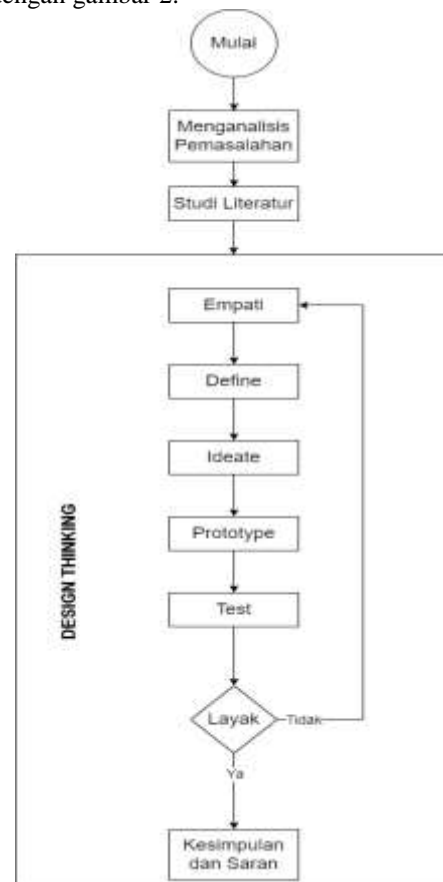 dengan gambar 2.
Mulai
Menganalisis
Pemasalahan
Studi Literatur
Empati
Define
Ideate
Prototype
Test
DESIGN THINKING
Layak
Tidak
Ya
Kesimpulan
dan Saran